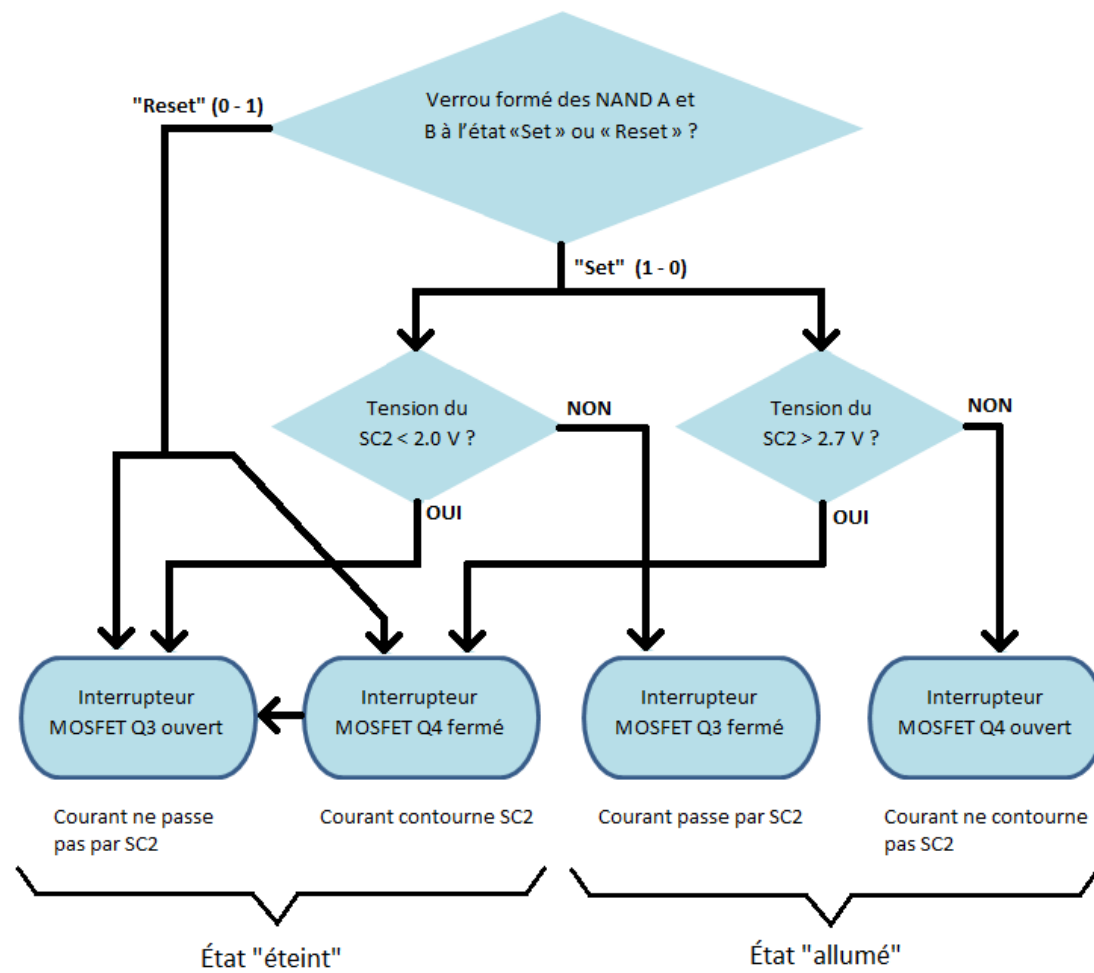 "Reset" (0 - 1)
Verrou formé des NAND A et
B à l'état «Set » ou « Reset » ?
"Set" (1 - 0)
Tension du
SC2 < 2.0 V ?
NON
OUI
Tension du
SC2 > 2.7 V ?
NON
OUI
Interrupteur
MOSFET Q3 ouvert
Interrupteur
MOSFET Q4 fermé
Interrupteur
MOSFET Q3 fermé
Interrupteur
MOSFET Q4 ouvert
Courant ne passe
pas par SC2
Courant contourne SC2
Courant passe par SC2
Courant ne contourne
pas SC2
État "éteint"
État "allumé"